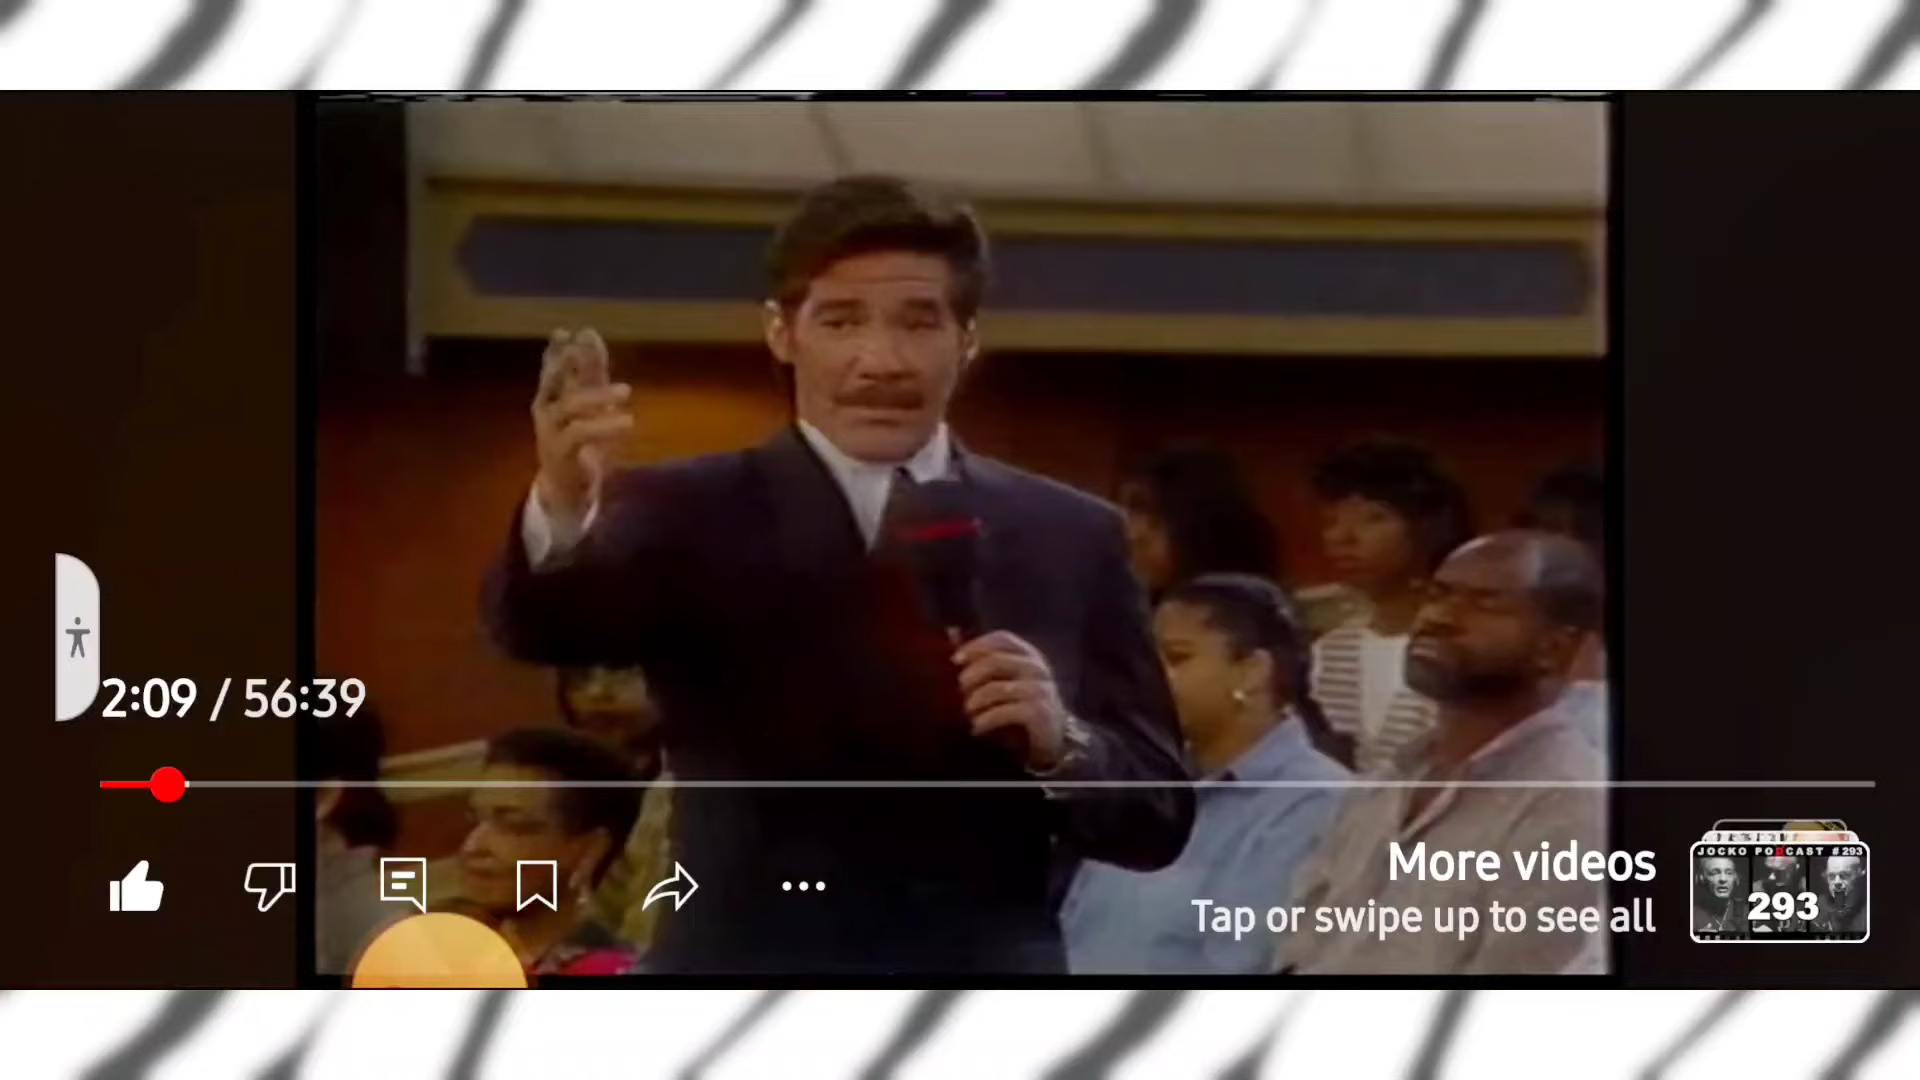 2:09 / 56:39
More videos
Tap or swipe up to see all
JOCKO PODCAST #293
293